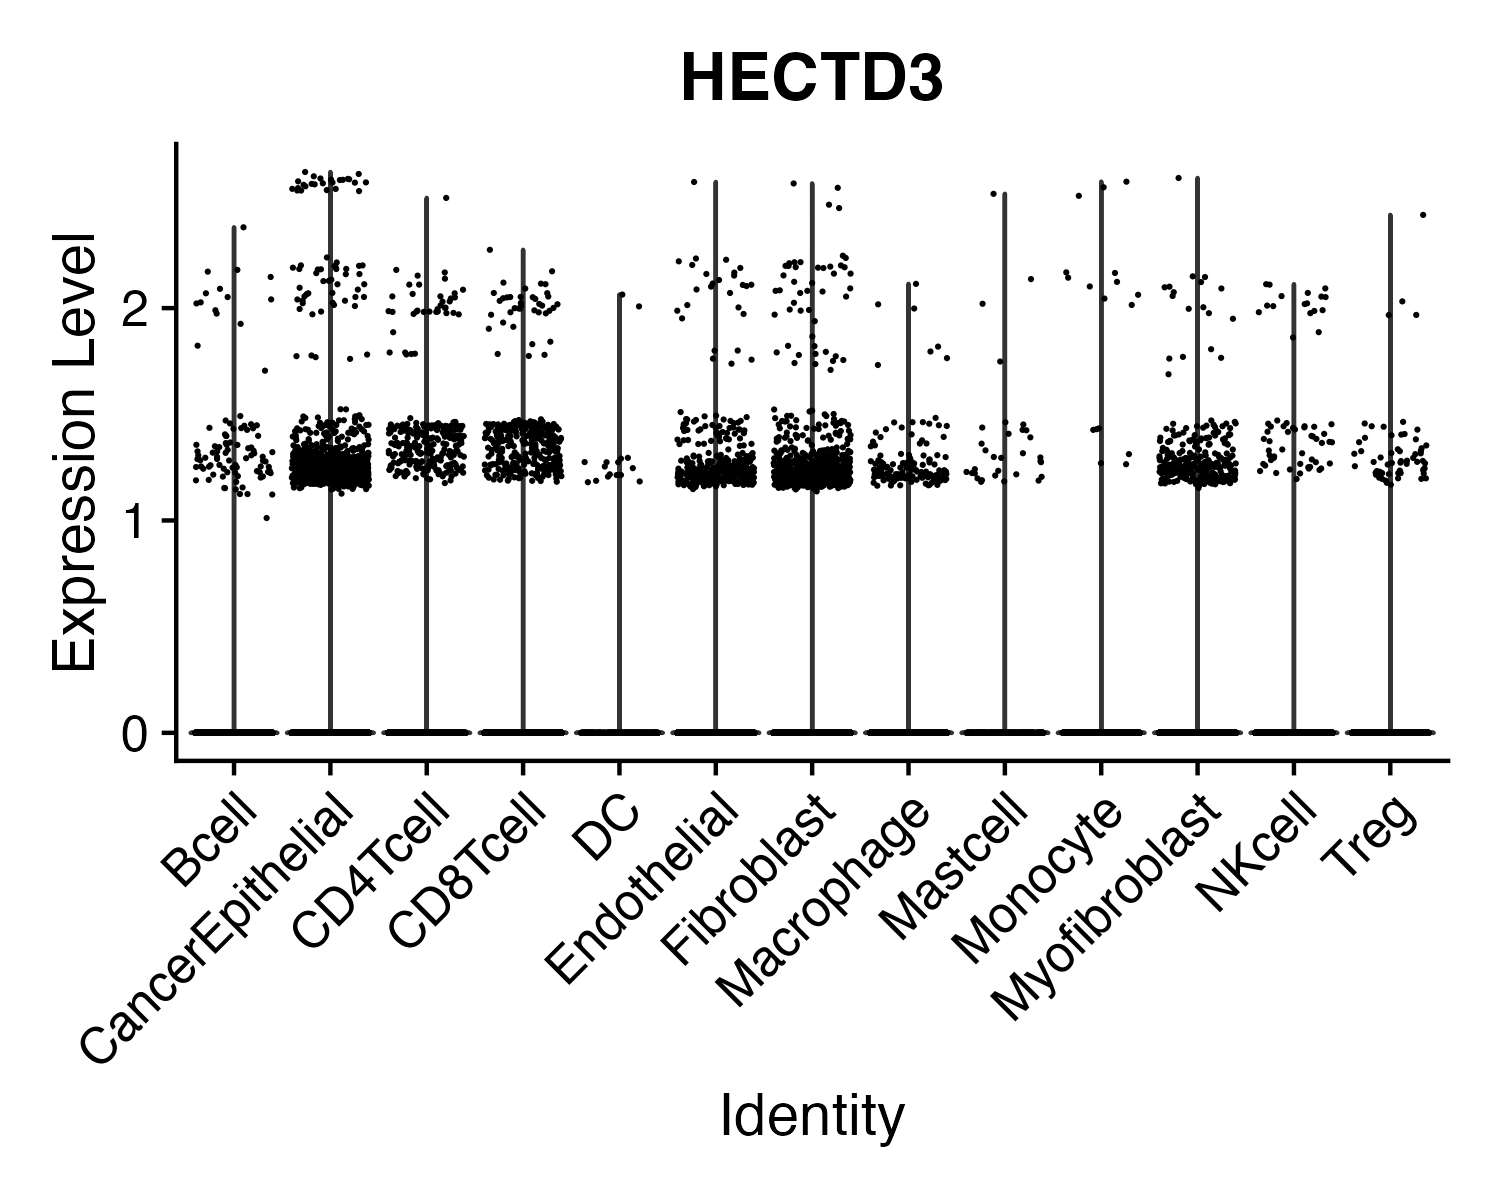 HECTD3
Expression Level
2
1
0
Bcell
CancerEpithelial
CD4Tcell
CD8Tcell
DC
Endothelial
Fibroblast
Macrophage
Mastcell
Monocyte
Myofibroblast
NKcell
Treg
Identity